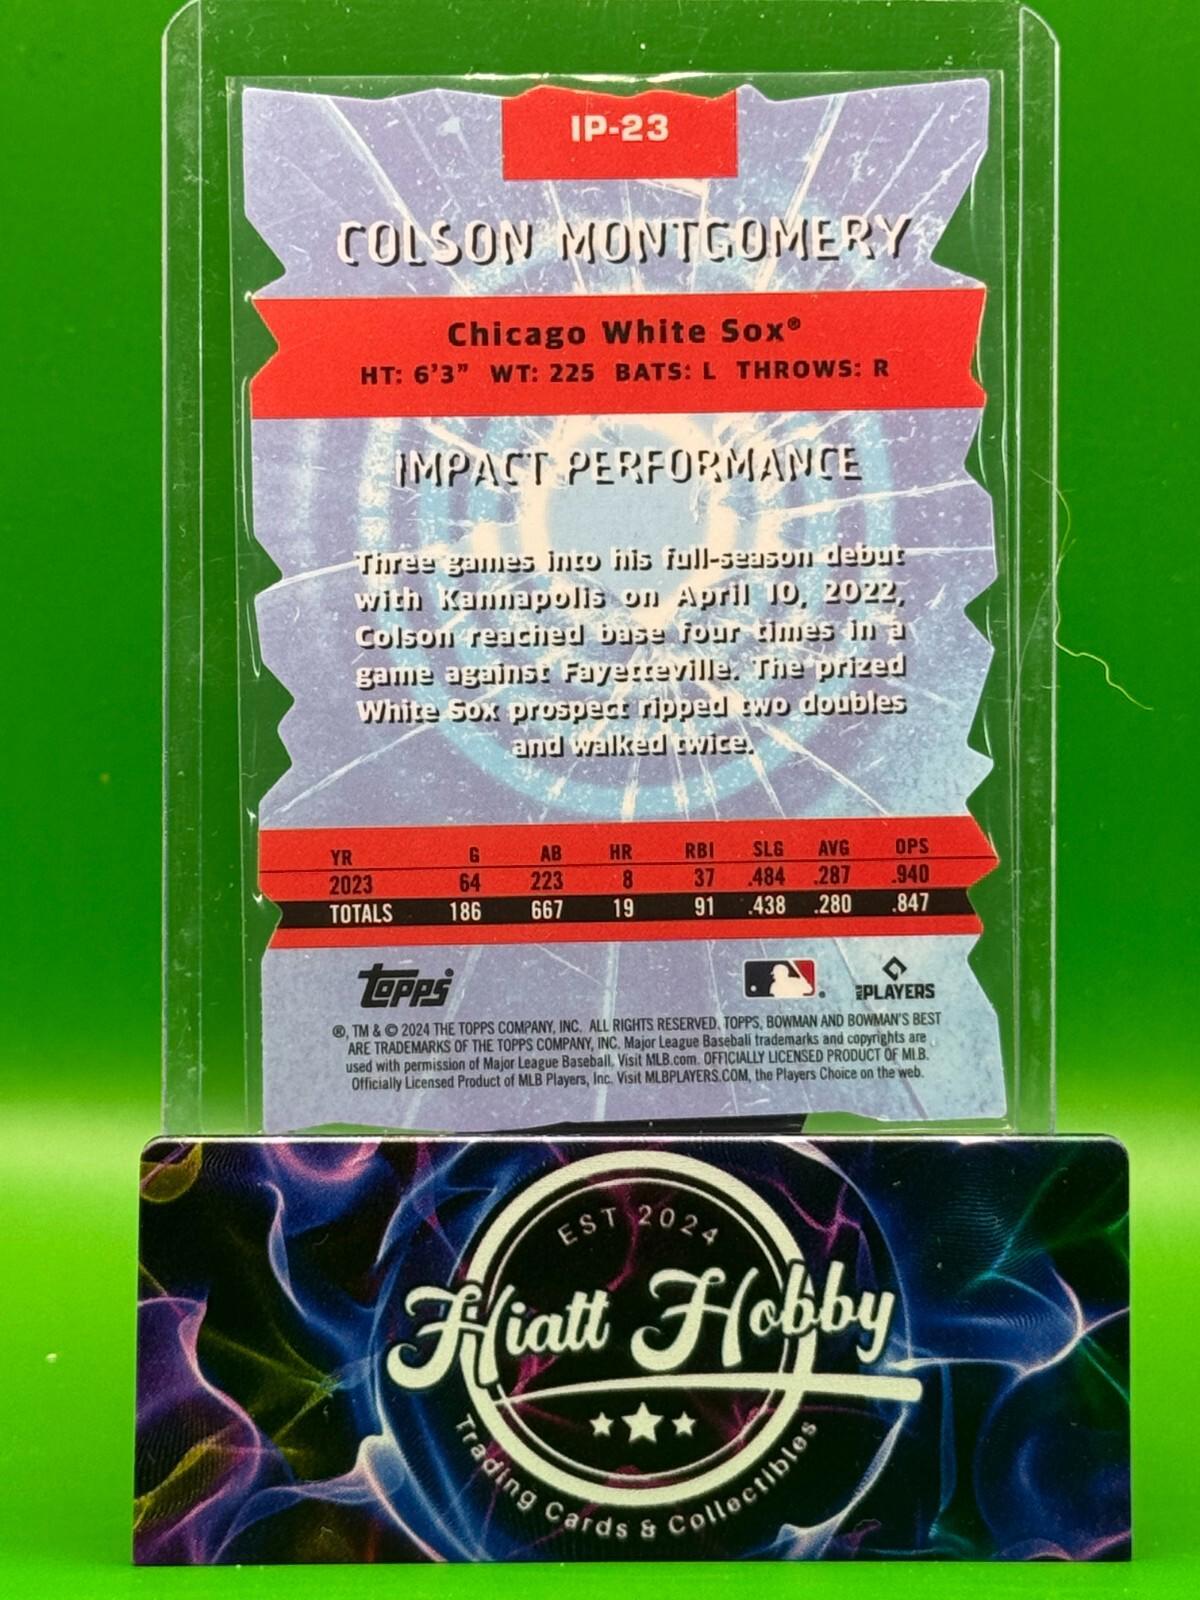 IP-23
COLSON MONTGOMERY
Chicago White Sox®
HT: 6'3" WT: 225 BATS: L THROWS: R
IMPACT PERFORMANCE
Three games into his full-season debut
with Kannapolis on April 10, 2022,
Colson reached base four times in a
game against Fayetteville. The prized
White Sox prospect ripped two doubles
and walked twice.
YR G AB HR RBI SLG AVG OPS
2023 64 223 8 37 .484 .287 .940
TOTALS 186 667 19 91 .438 .280 .847
topps
MLB PLAYERS
®, TM & © 2024 THE TOPPS COMPANY, INC. ALL RIGHTS RESERVED. TOPPS, BOWMAN AND BOWMAN'S BEST
ARE TRADEMARKS OF THE TOPPS COMPANY, INC. Major League Baseball trademarks and copyrights are
used with permission of Major League Baseball. Visit MLB.com. OFFICIALLY LICENSED PRODUCT OF MLB.
Officially Licensed Product of MLB Players, Inc. Visit MLBPLAYERS.COM, the Players Choice on the web.
EST 2024
Hiatt Hobby
Trading Cards & Collectibles